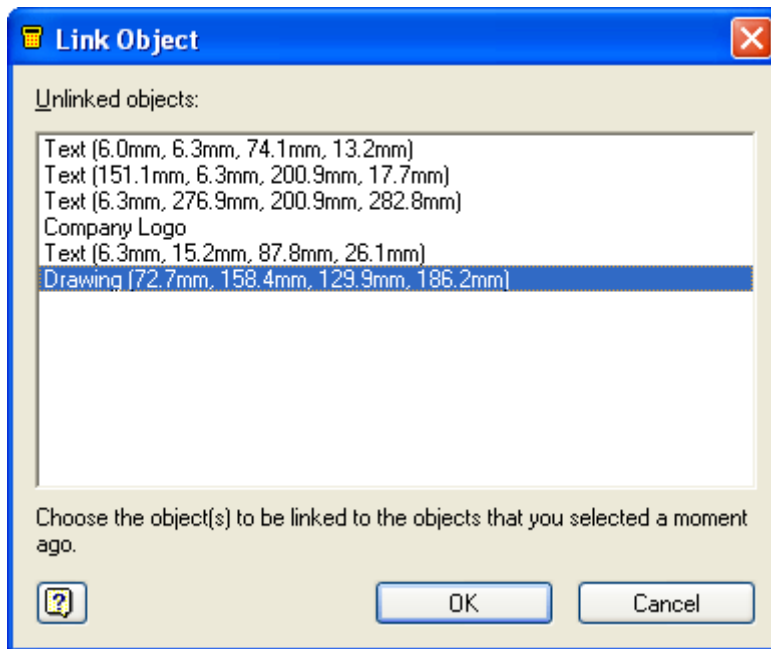 Link Object
Unlinked objects:
Text (6.0mm, 6.3mm, 74.1mm, 13.2mm)
Text (151.1mm, 6.3mm, 200.9mm, 17.7mm)
Text (6.3mm, 276.9mm, 200.9mm, 282.8mm)
Company Logo
Text (6.3mm, 15.2mm, 87.8mm, 26.1mm)
Drawing (72.7mm, 158.4mm, 129.9mm, 186.2mm)
Choose the object(s) to be linked to the objects that you selected a moment
ago.
OK Cancel